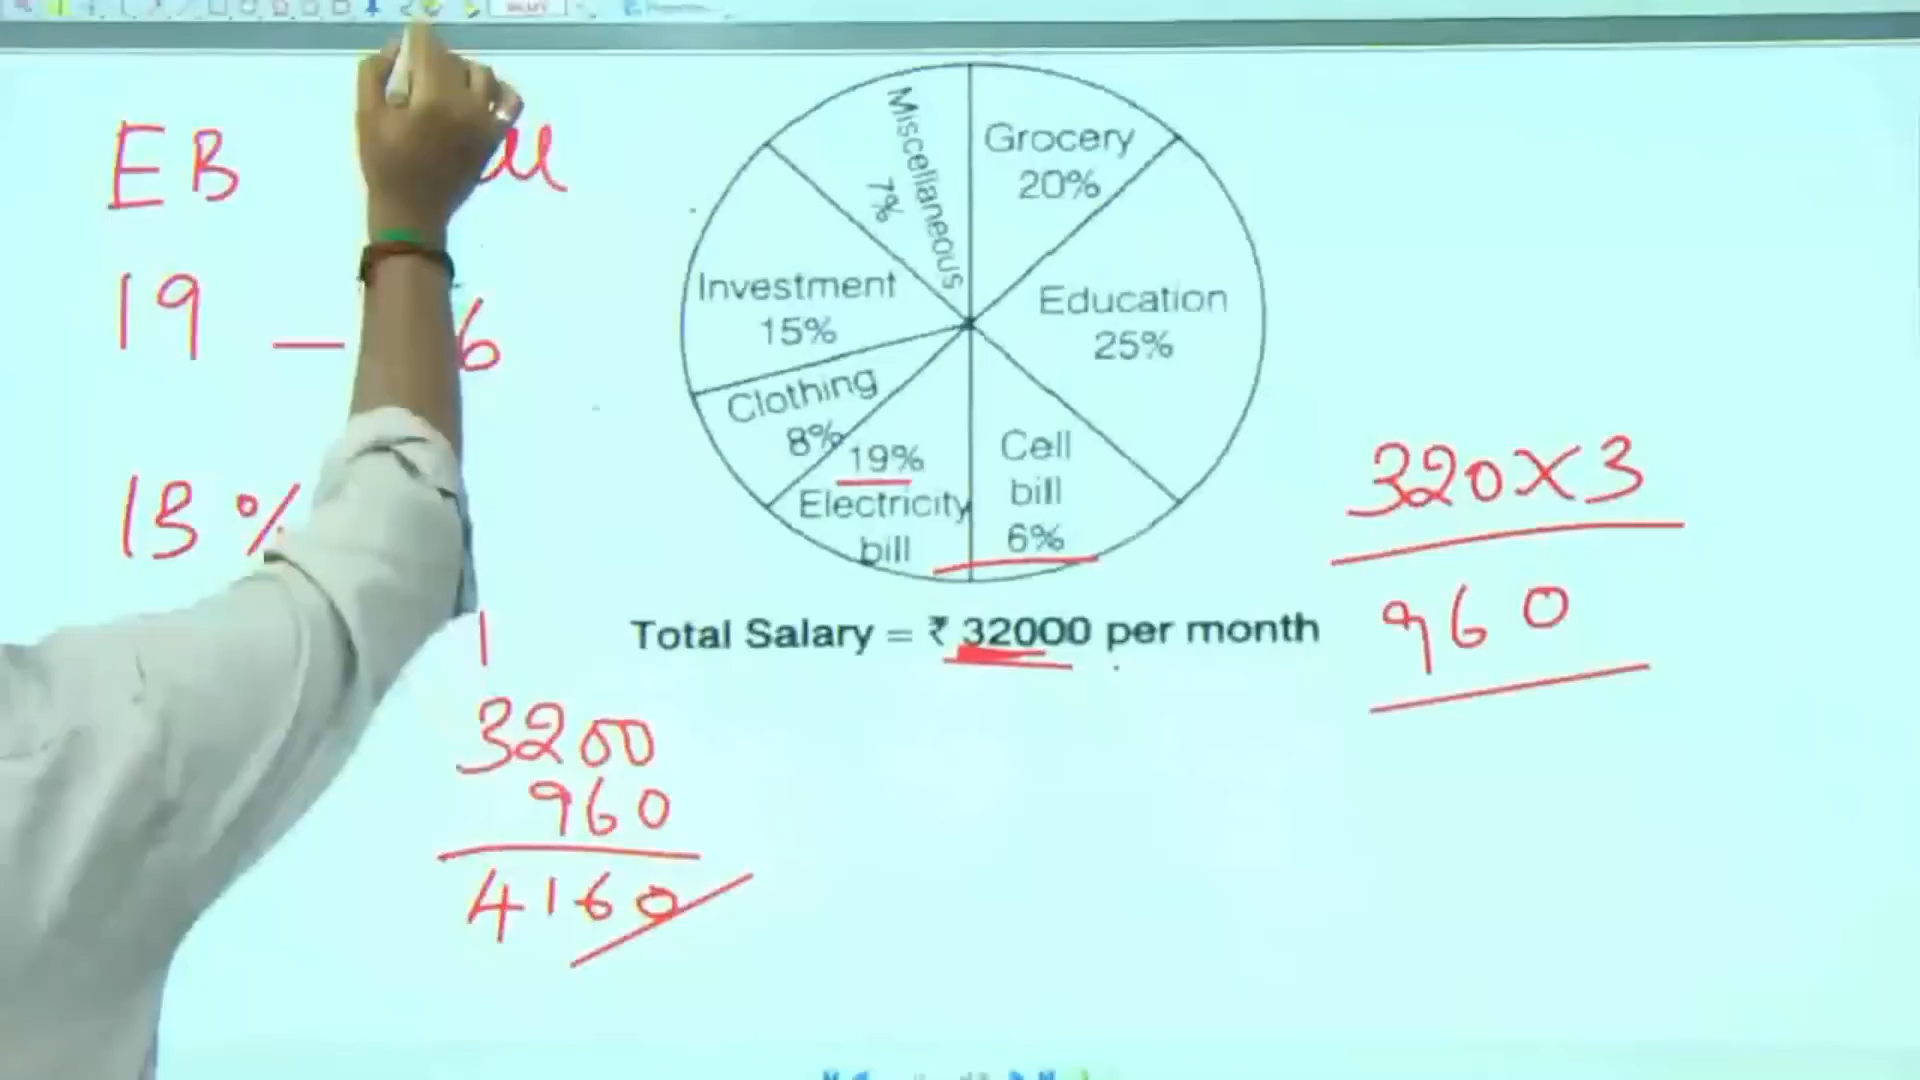 EB
19 — 6
13 %
1
3200
960
4160
Miscellaneous
7%
Grocery
20%
Investment
15%
Education
25%
Clothing
8%
19%
Electricity
bill
Cell
bill
6%
Total Salary = ₹ 32000 per month
320 X 3
960